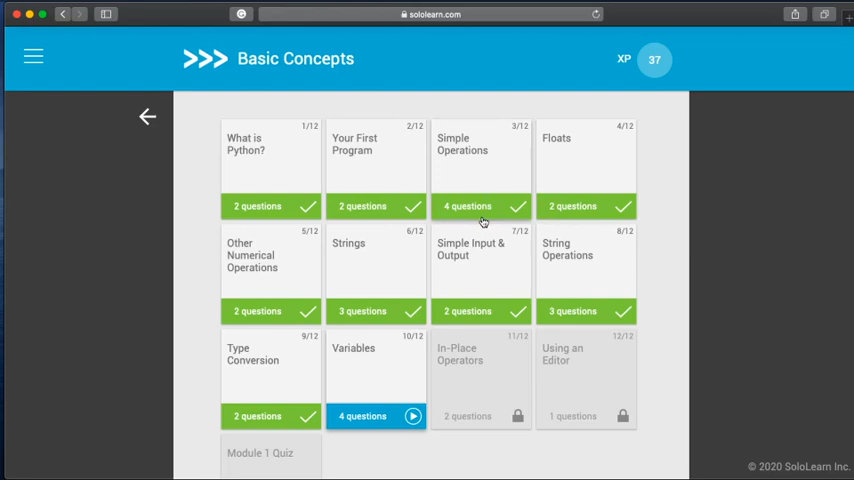 sololearn.com
>>> Basic Concepts
XP 37
1/12
What is
Python?
2 questions
2/12
Your First
Program
2 questions
3/12
Simple
Operations
4 questions
4/12
Floats
2 questions
5/12
Other
Numerical
Operations
2 questions
6/12
Strings
3 questions
7/12
Simple Input &
Output
2 questions
8/12
String
Operations
3 questions
9/12
Type
Conversion
2 questions
10/12
Variables
4 questions
11/12
In-Place
Operators
2 questions
12/12
Using an
Editor
1 questions
Module 1 Quiz
© 2020 SoloLearn Inc.